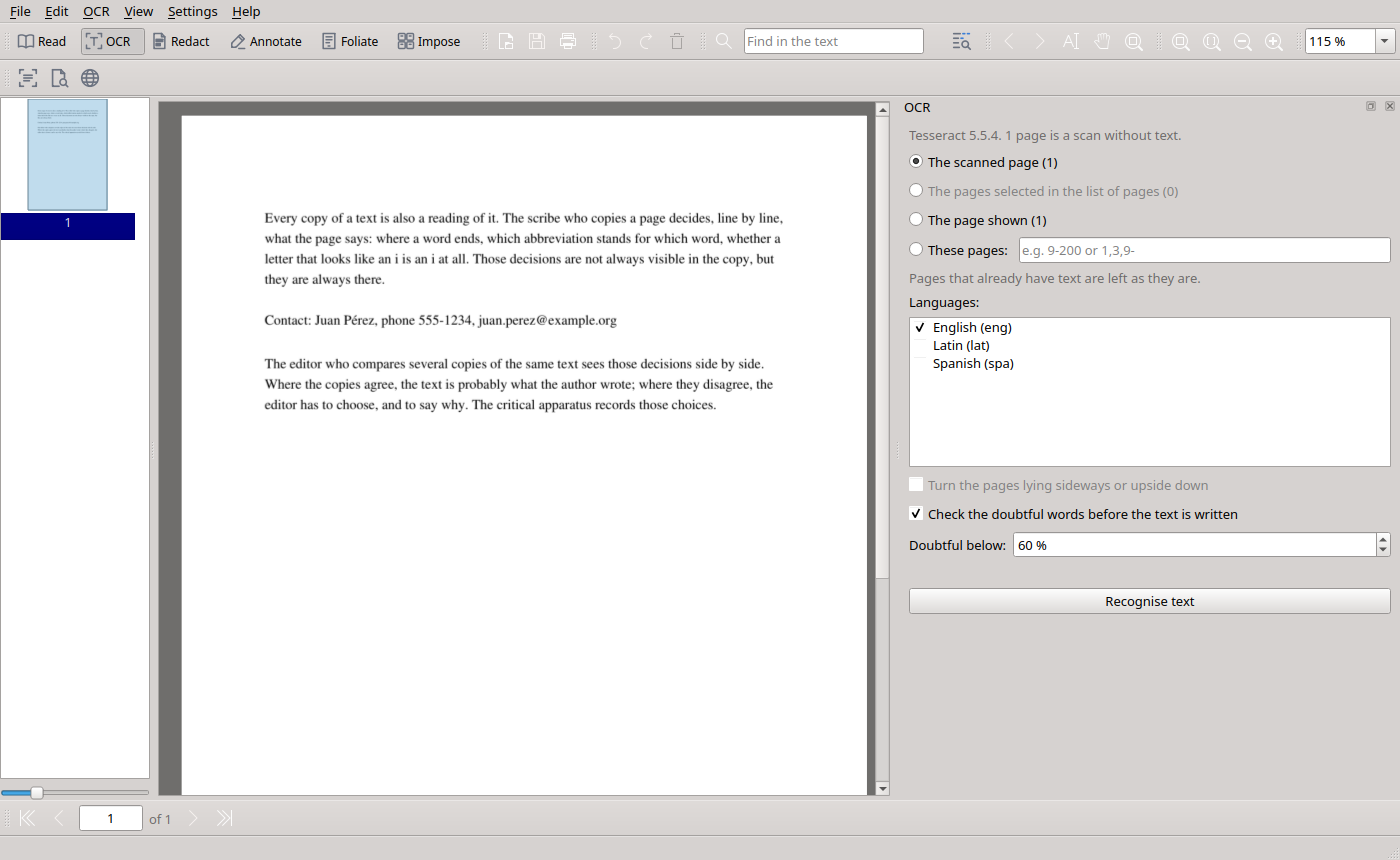 File Edit OCR View Settings Help
Read OCR Redact Annotate Foliate Impose Find in the text 115 %
OCR
Tesseract 5.5.4. 1 page is a scan without text.
The scanned page (1)
The pages selected in the list of pages (0)
The page shown (1)
These pages: e.g. 9-200 or 1,3,9-
Pages that already have text are left as they are.
Languages:
English (eng)
Latin (lat)
Spanish (spa)
Turn the pages lying sideways or upside down
Check the doubtful words before the text is written
Doubtful below: 60 %
Recognise text
1
Every copy of a text is also a reading of it. The scribe who copies a page decides, line by line,
what the page says: where a word ends, which abbreviation stands for which word, whether a
letter that looks like an i is an i at all. Those decisions are not always visible in the copy, but
they are always there.
Contact: Juan Pérez, phone 555-1234, juan.perez@example.org
The editor who compares several copies of the same text sees those decisions side by side.
Where the copies agree, the text is probably what the author wrote; where they disagree, the
editor has to choose, and to say why. The critical apparatus records those choices.
1 of 1